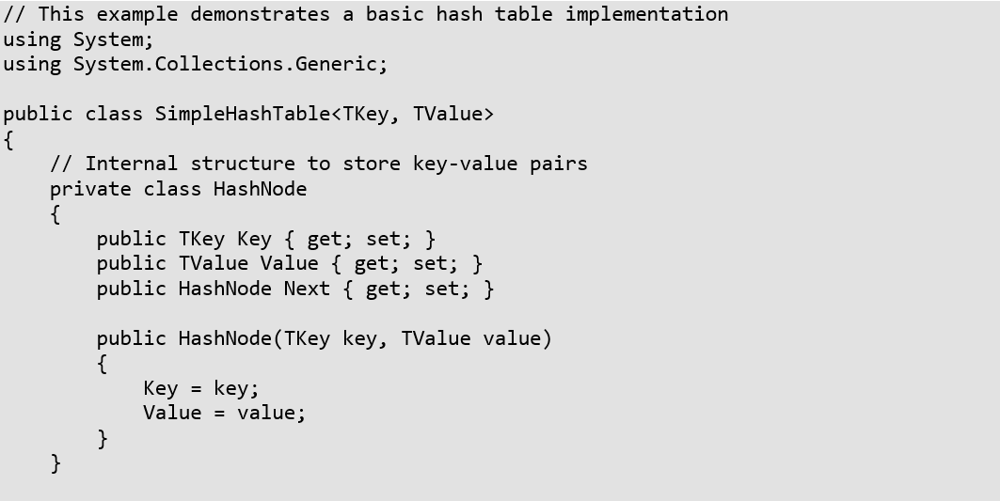 // This example demonstrates a basic hash table implementation
using System;
using System.Collections.Generic;

public class SimpleHashTable<TKey, TValue>
{
    // Internal structure to store key-value pairs
    private class HashNode
    {
        public TKey Key { get; set; }
        public TValue Value { get; set; }
        public HashNode Next { get; set; }

        public HashNode(TKey key, TValue value)
        {
            Key = key;
            Value = value;
        }
    }